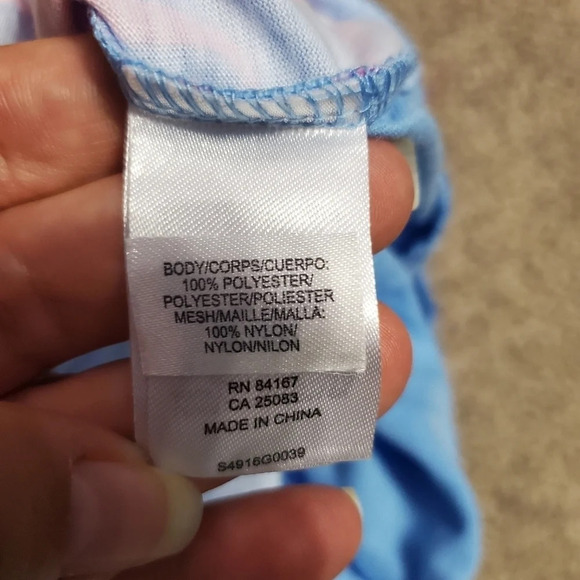 BODY/CORPS/CUERPO:
100% POLYESTER/
POLYESTER/POLIESTER
MESH/MAILLE/MALLA:
100% NYLON/
NYLON/NILON
RN 84167
CA 25083
MADE IN CHINA
S4916G0039